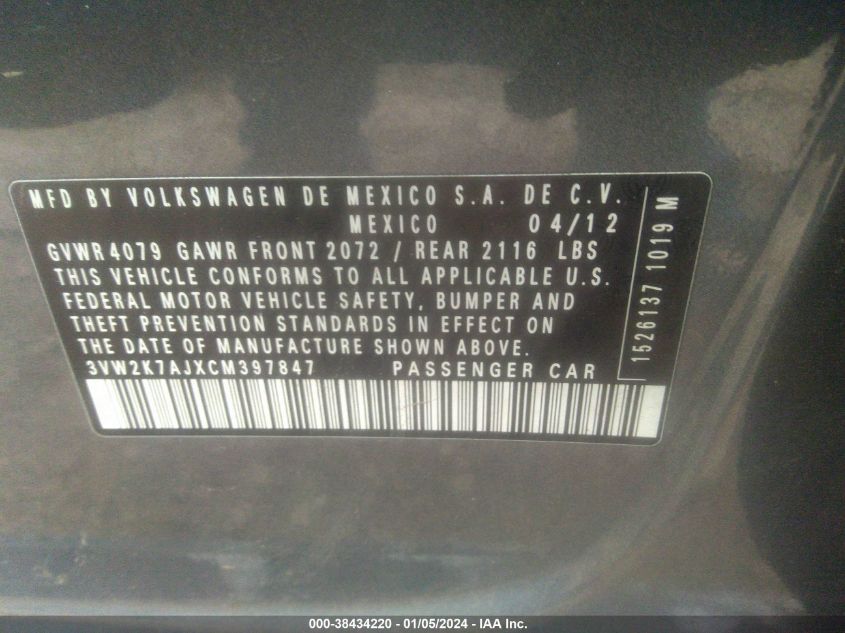 MFD BY VOLKSWAGEN DE MEXICO S.A. DE C.V.
MEXICO 04/12
GVWR 4079 GAWR FRONT 2072 / REAR 2116 LBS
THIS VEHICLE CONFORMS TO ALL APPLICABLE U.S.
FEDERAL MOTOR VEHICLE SAFETY, BUMPER AND
THEFT PREVENTION STANDARDS IN EFFECT ON
THE DATE OF MANUFACTURE SHOWN ABOVE.
3VW2K7AJXCM397847 PASSENGER CAR
1526137 1019 M
000-38434220 - 01/05/2024 - IAA Inc.